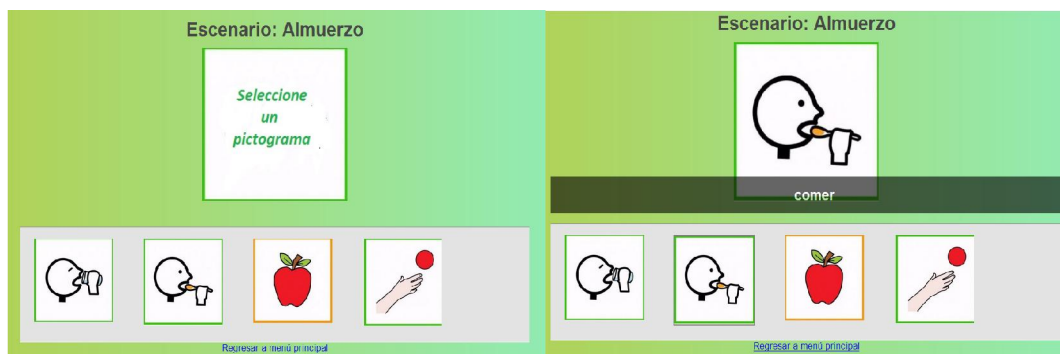 Escenario: Almuerzo
Seleccione
un
pictograma
Regresar a menú principal
Escenario: Almuerzo
comer
Regresar a menú principal